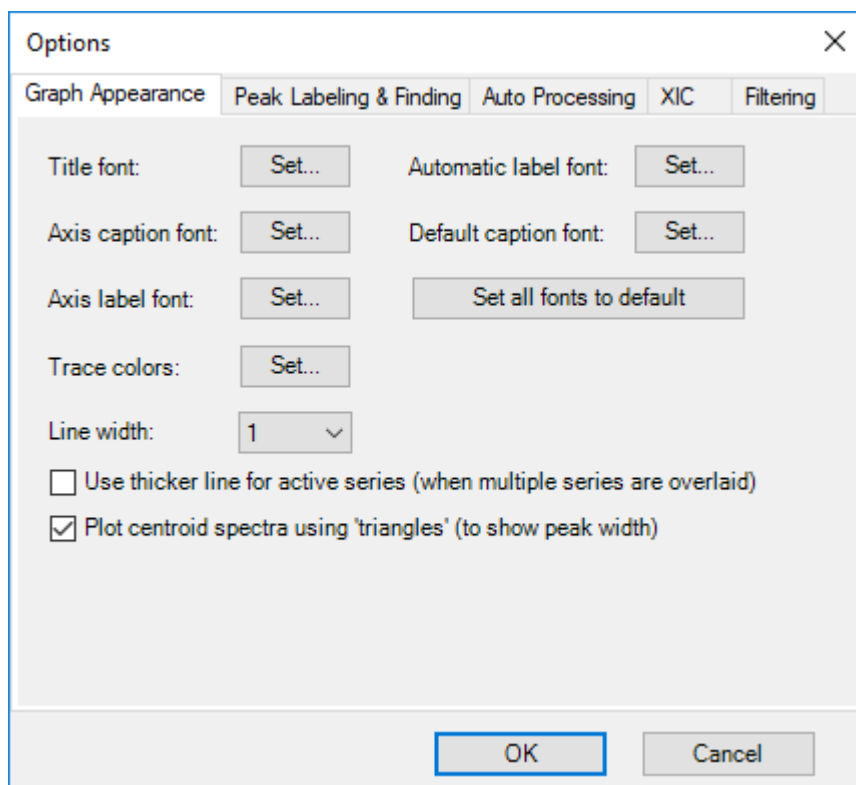 Options
Graph Appearance Peak Labeling & Finding Auto Processing XIC Filtering
Title font: Set... Automatic label font: Set...
Axis caption font: Set... Default caption font: Set...
Axis label font: Set... Set all fonts to default
Trace colors: Set...
Line width: 1
Use thicker line for active series (when multiple series are overlaid)
Plot centroid spectra using 'triangles' (to show peak width)
OK Cancel